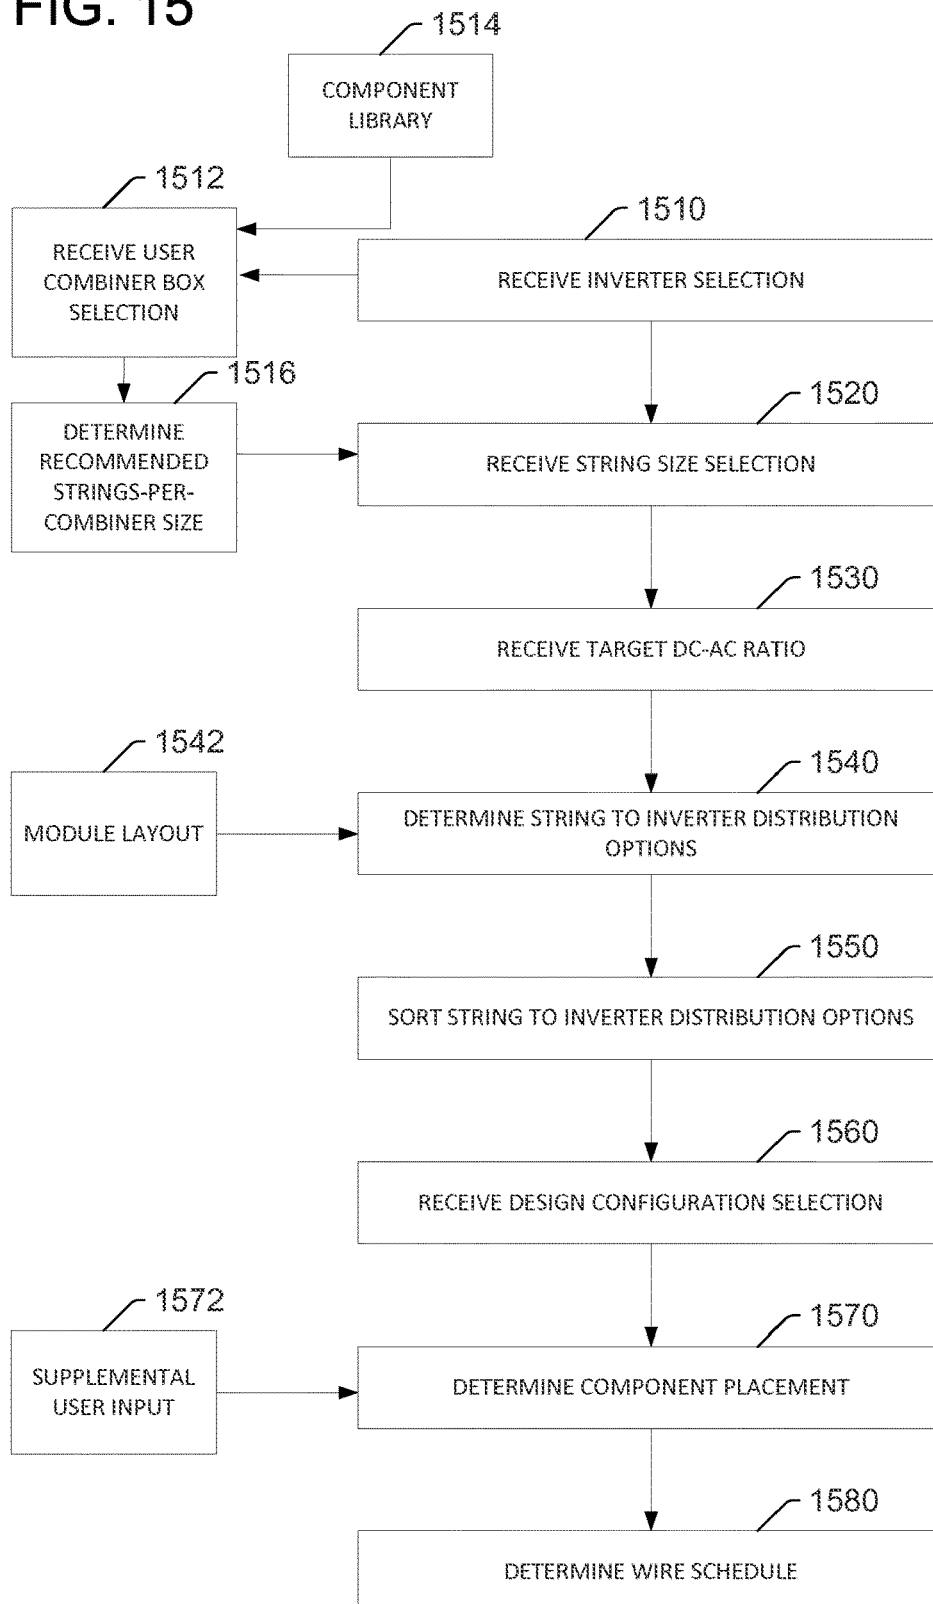 FIG. 15
1514
COMPONENT
LIBRARY
1512
RECEIVE USER
COMBINER BOX
SELECTION
1510
RECEIVE INVERTER SELECTION
1516
DETERMINE
RECOMMENDED
STRINGS-PER-
COMBINER SIZE
1520
RECEIVE STRING SIZE SELECTION
1530
RECEIVE TARGET DC-AC RATIO
1542
MODULE LAYOUT
1540
DETERMINE STRING TO INVERTER DISTRIBUTION
OPTIONS
1550
SORT STRING TO INVERTER DISTRIBUTION OPTIONS
1560
RECEIVE DESIGN CONFIGURATION SELECTION
1572
SUPPLEMENTAL
USER INPUT
1570
DETERMINE COMPONENT PLACEMENT
1580
DETERMINE WIRE SCHEDULE